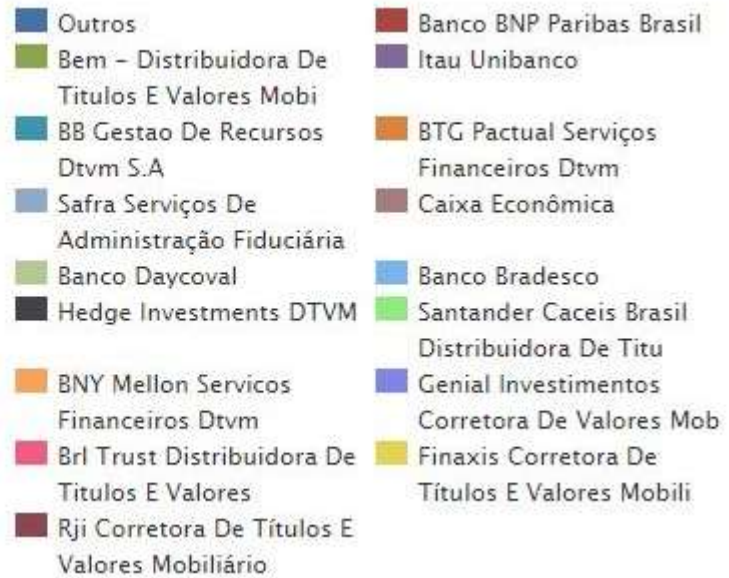 Outros
Banco BNP Paribas Brasil
Bem - Distribuidora De
Titulos E Valores Mobi
Itau Unibanco
BB Gestao De Recursos
Dtvm S.A
BTG Pactual Serviços
Financeiros Dtvm
Safra Serviços De
Administração Fiduciária
Caixa Econômica
Banco Daycoval
Banco Bradesco
Hedge Investments DTVM
Santander Caceis Brasil
Distribuidora De Titu
BNY Mellon Servicos
Financeiros Dtvm
Genial Investimentos
Corretora De Valores Mob
Brl Trust Distribuidora De
Titulos E Valores
Finaxis Corretora De
Títulos E Valores Mobili
Rji Corretora De Títulos E
Valores Mobiliário